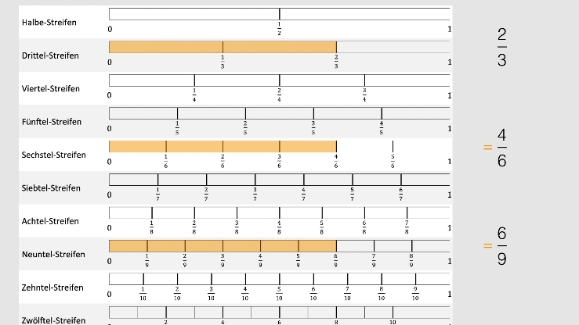 Halbe-Streifen
0 1/2
Drittel-Streifen
0 1/3 2/3 1
Viertel-Streifen
0 1/4 2/4 3/4 1
Fünftel-Streifen
0 1/5 2/5 3/5 4/5 1
Sechstel-Streifen
0 1/6 2/6 3/6 4/6 5/6 1
Siebtel-Streifen
0 1/7 2/7 3/7 4/7 5/7 6/7 1
Achtel-Streifen
0 1/8 2/8 3/8 4/8 5/8 6/8 7/8 1
Neuntel-Streifen
0 1/9 2/9 3/9 4/9 5/9 6/9 7/9 8/9 1
Zehntel-Streifen
0 1/10 2/10 3/10 4/10 5/10 6/10 7/10 8/10 9/10 1
Zwölftel-Streifen
2 4 6 8 10
2/3
= 4/6
= 6/9